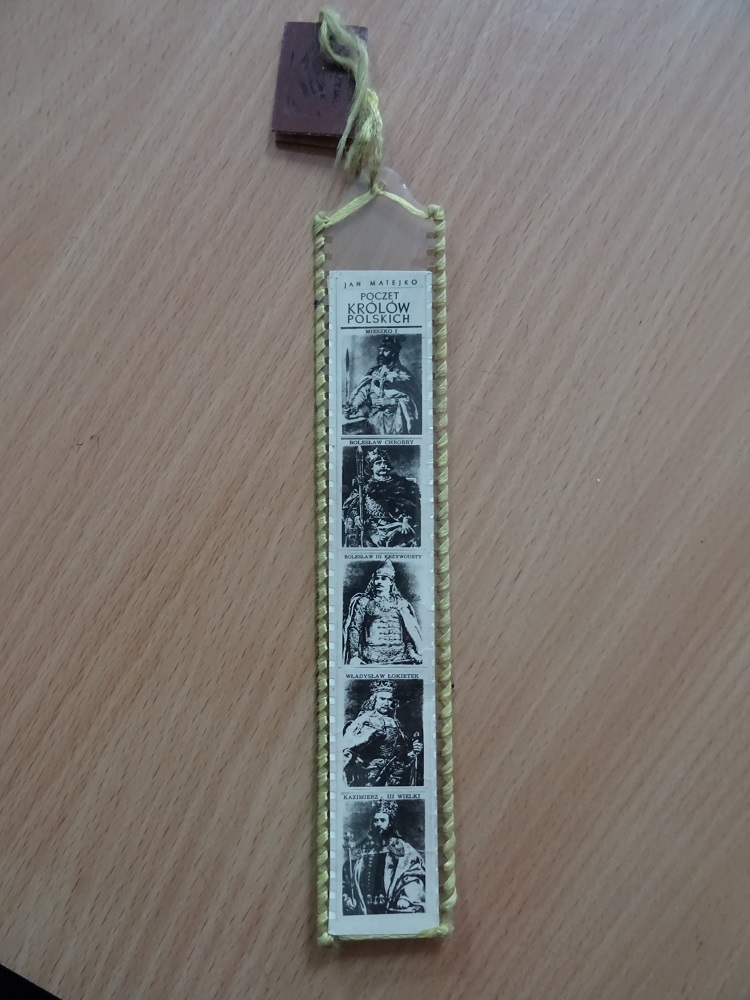 JAN MATEJKO
POCZET
KRÓLÓW
POLSKICH
MIESZKO I
BOLESŁAW CHROBRY
BOLESŁAW III KRZYWOUSTY
WŁADYSŁAW ŁOKIETEK
KAZIMIERZ III WIELKI